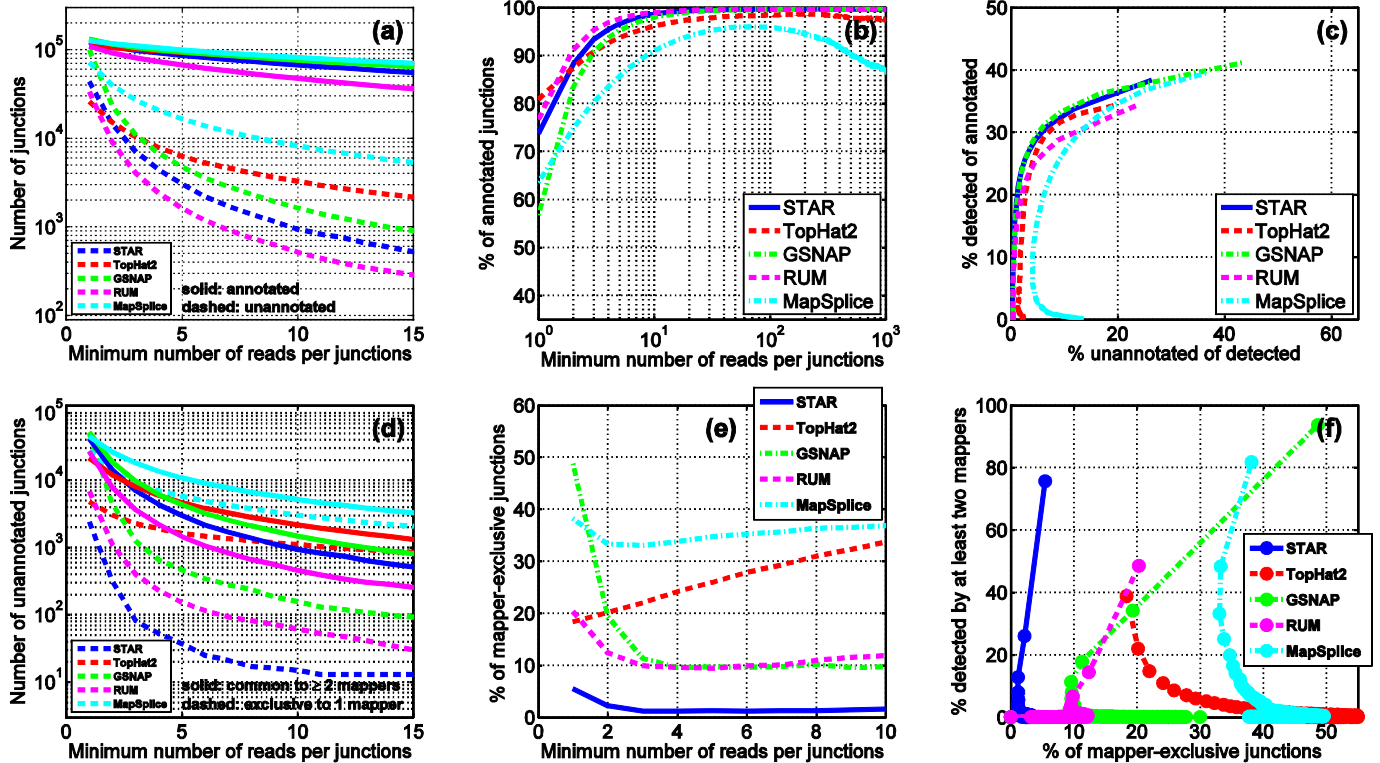 (a)
Number of junctions
10^5
10^4
10^3
10^2
STAR
TopHat2
GSNAP
RUM
MapSplice
solid: annotated
dashed: unannotated
0 5 10 15
Minimum number of reads per junctions
(b)
% of annotated junctions
100
90
80
70
60
50
40
STAR
TopHat2
GSNAP
RUM
MapSplice
10^0 10^1 10^2 10^3
Minimum number of reads per junctions
(c)
% detected of annotated
50
40
30
20
10
0
STAR
TopHat2
GSNAP
RUM
MapSplice
0 20 40 60
% unannotated of detected
(d)
Number of unannotated junctions
10^5
10^4
10^3
10^2
10^1
STAR
TopHat2
GSNAP
RUM
MapSplice
solid: common to ≥ 2 mappers
dashed: exclusive to 1 mapper
0 5 10 15
Minimum number of reads per junctions
(e)
% of mapper-exclusive junctions
60
50
40
30
20
10
0
STAR
TopHat2
GSNAP
RUM
MapSplice
0 2 4 6 8 10
Minimum number of reads per junctions
(f)
% detected by at least two mappers
100
80
60
40
20
0
STAR
TopHat2
GSNAP
RUM
MapSplice
0 10 20 30 40 50
% of mapper-exclusive junctions